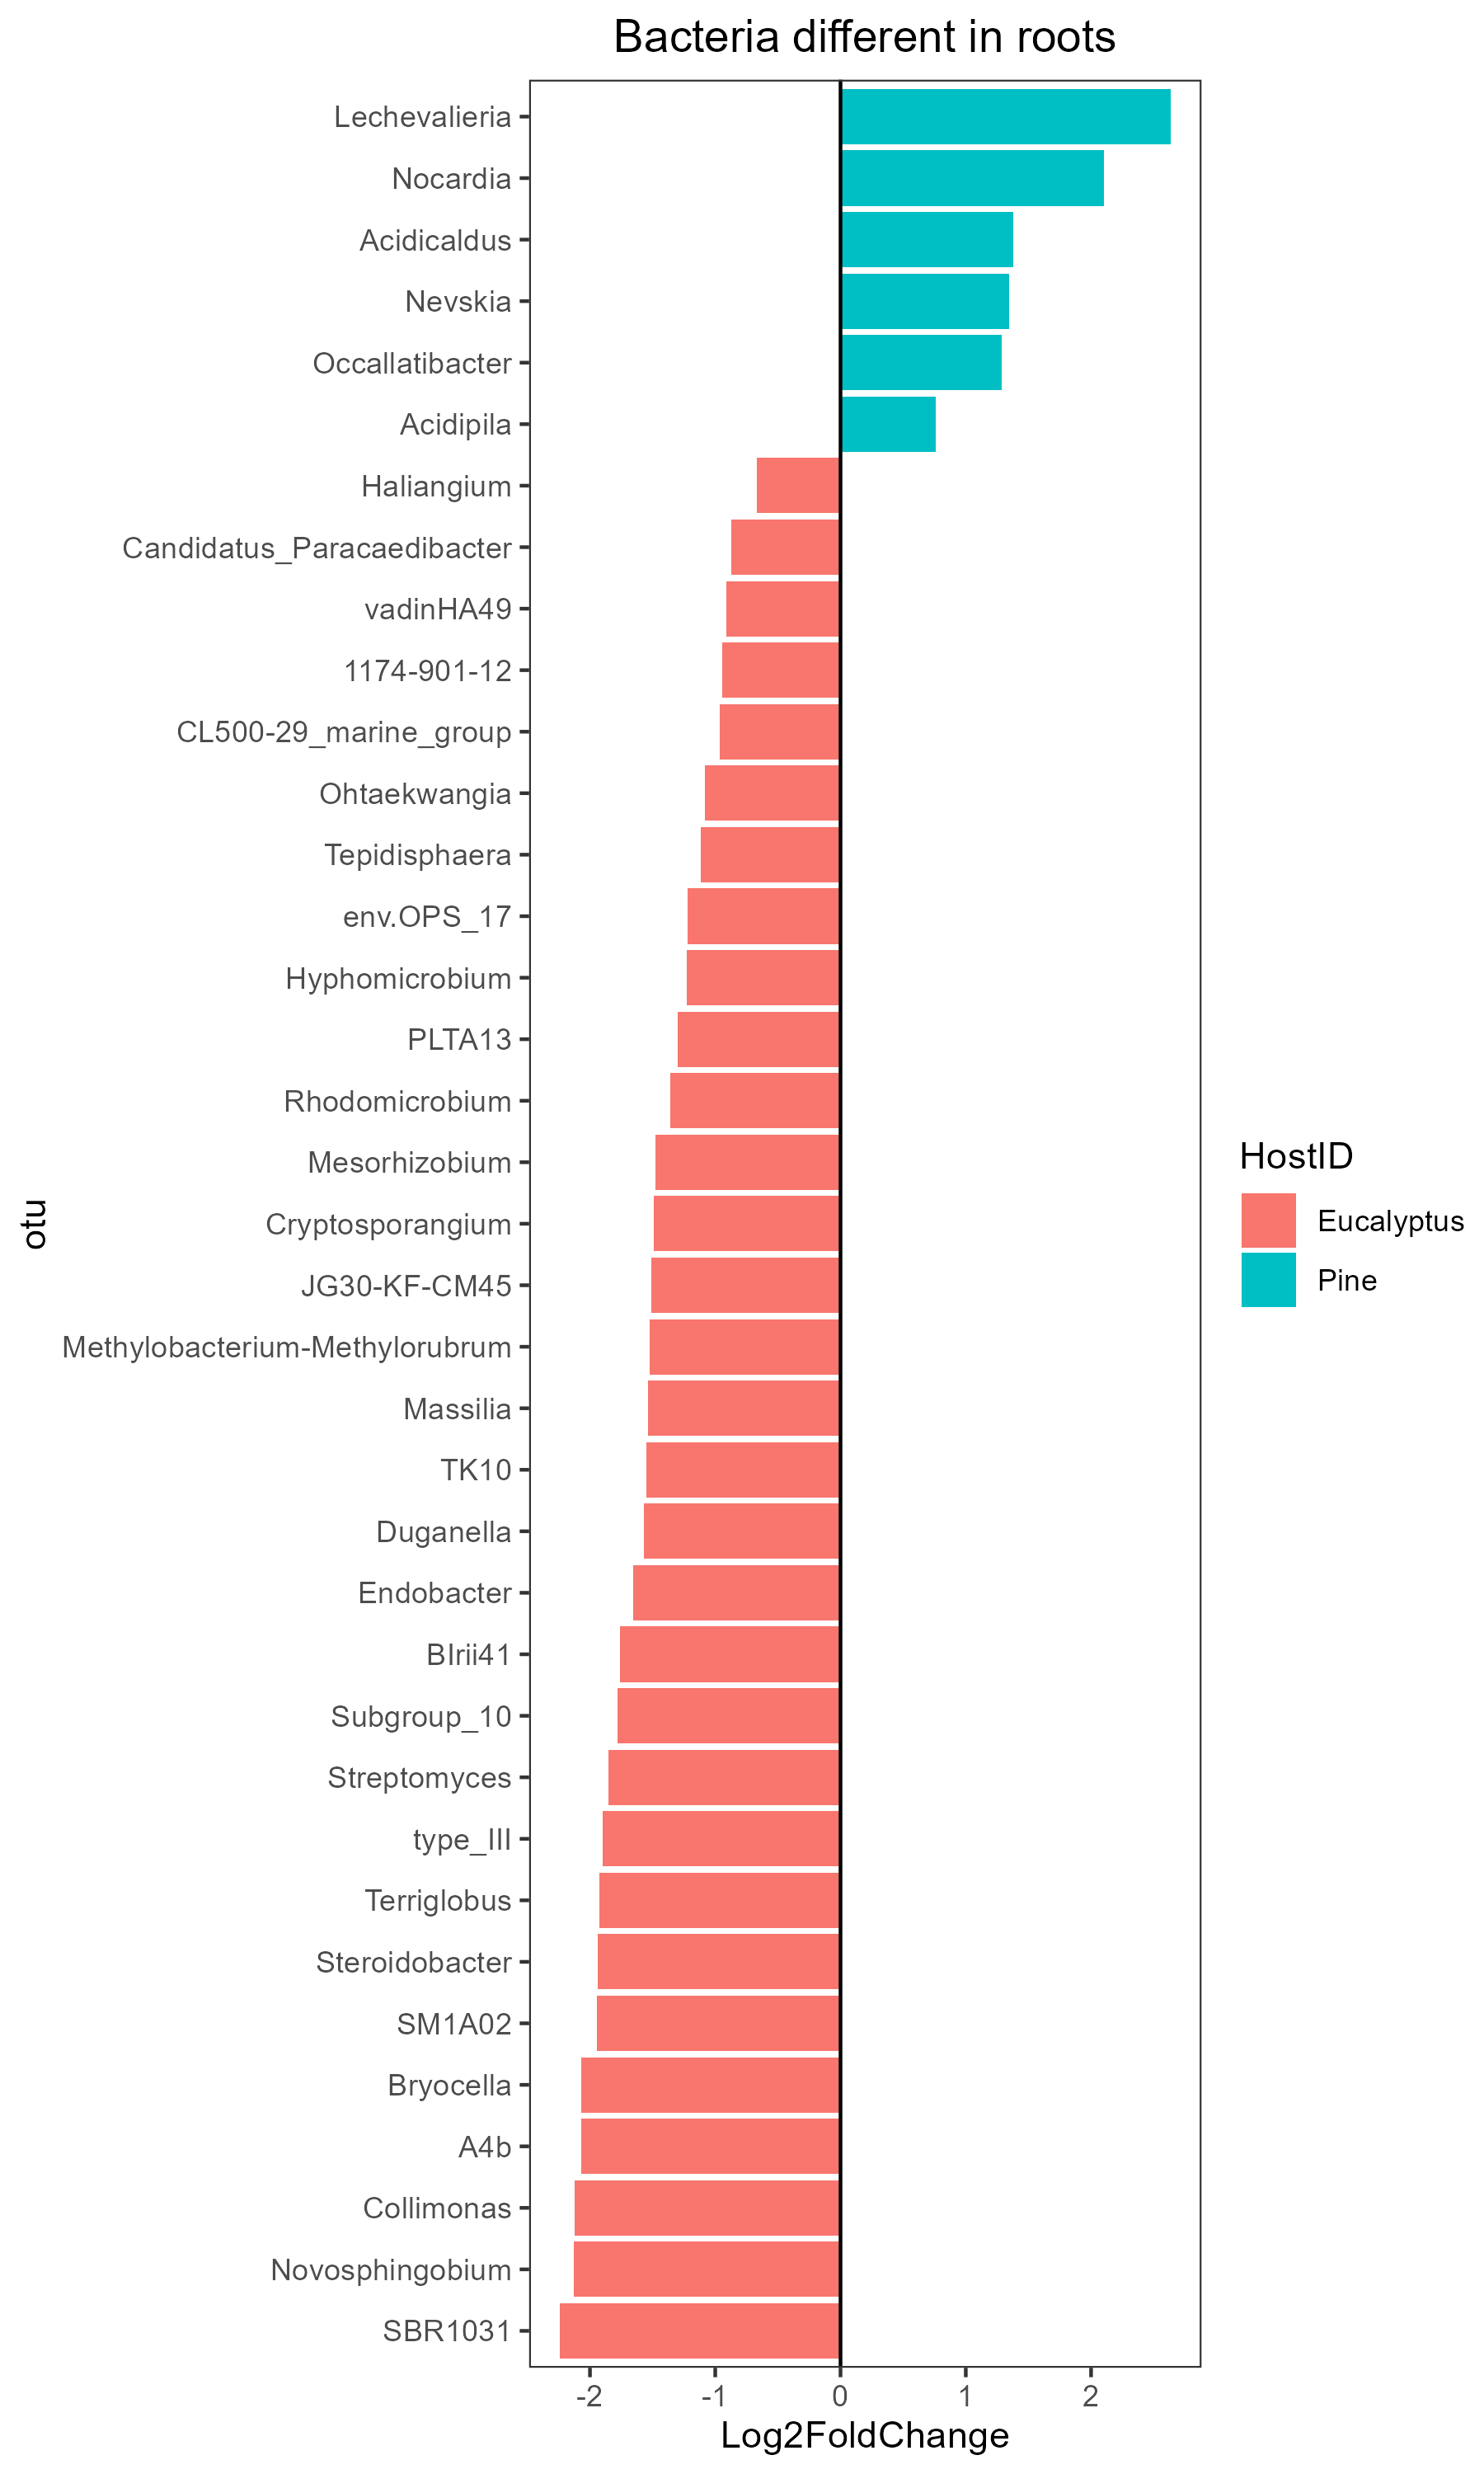 Bacteria different in roots
Lechevalieria
Nocardia
Acidicaldus
Nevskia
Occallatibacter
Acidipila
Haliangium
Candidatus_Paracaedibacter
vadinHA49
1174-901-12
CL500-29_marine_group
Ohtaekwangia
Tepidisphaera
env.OPS_17
Hyphomicrobium
PLTA13
Rhodomicrobium
Mesorhizobium
Cryptosporangium
JG30-KF-CM45
Methylobacterium-Methylorubrum
Massilia
TK10
Duganella
Endobacter
BIrii41
Subgroup_10
Streptomyces
type_III
Terriglobus
Steroidobacter
SM1A02
Bryocella
A4b
Collimonas
Novosphingobium
SBR1031
otu
-2 -1 0 1 2
Log2FoldChange
HostID
Eucalyptus
Pine